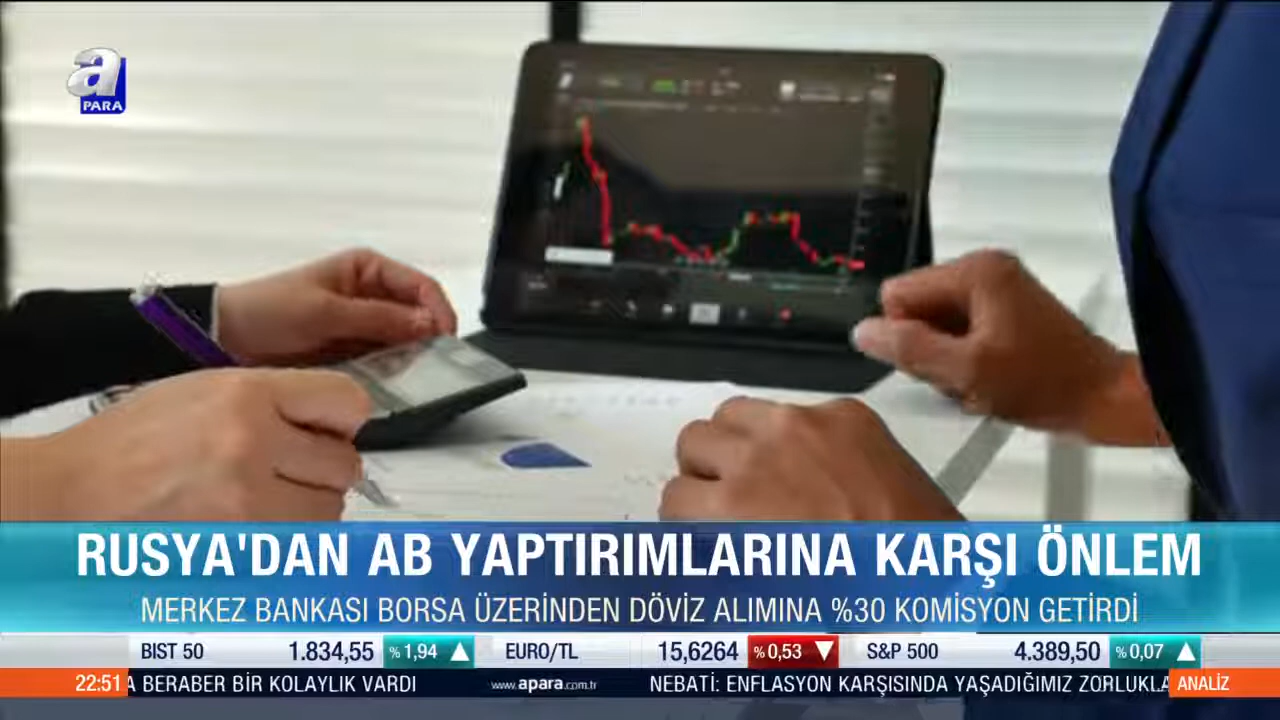 a
PARA
RUSYA'DAN AB YAPTIRIMLARINA KARŞI ÖNLEM
MERKEZ BANKASI BORSA ÜZERİNDEN DÖVİZ ALIMINA %30 KOMİSYON GETİRDİ
BIST 50 1.834,55 %1,94 EURO/TL 15,6264 %0,53 S&P 500 4.389,50 %0,07
22:51 A BERABER BİR KOLAYLIK VARDI www.apara.com.tr NEBATİ: ENFLASYON KARŞISINDA YAŞADIĞIMIZ ZORLUKLA ANALİZ